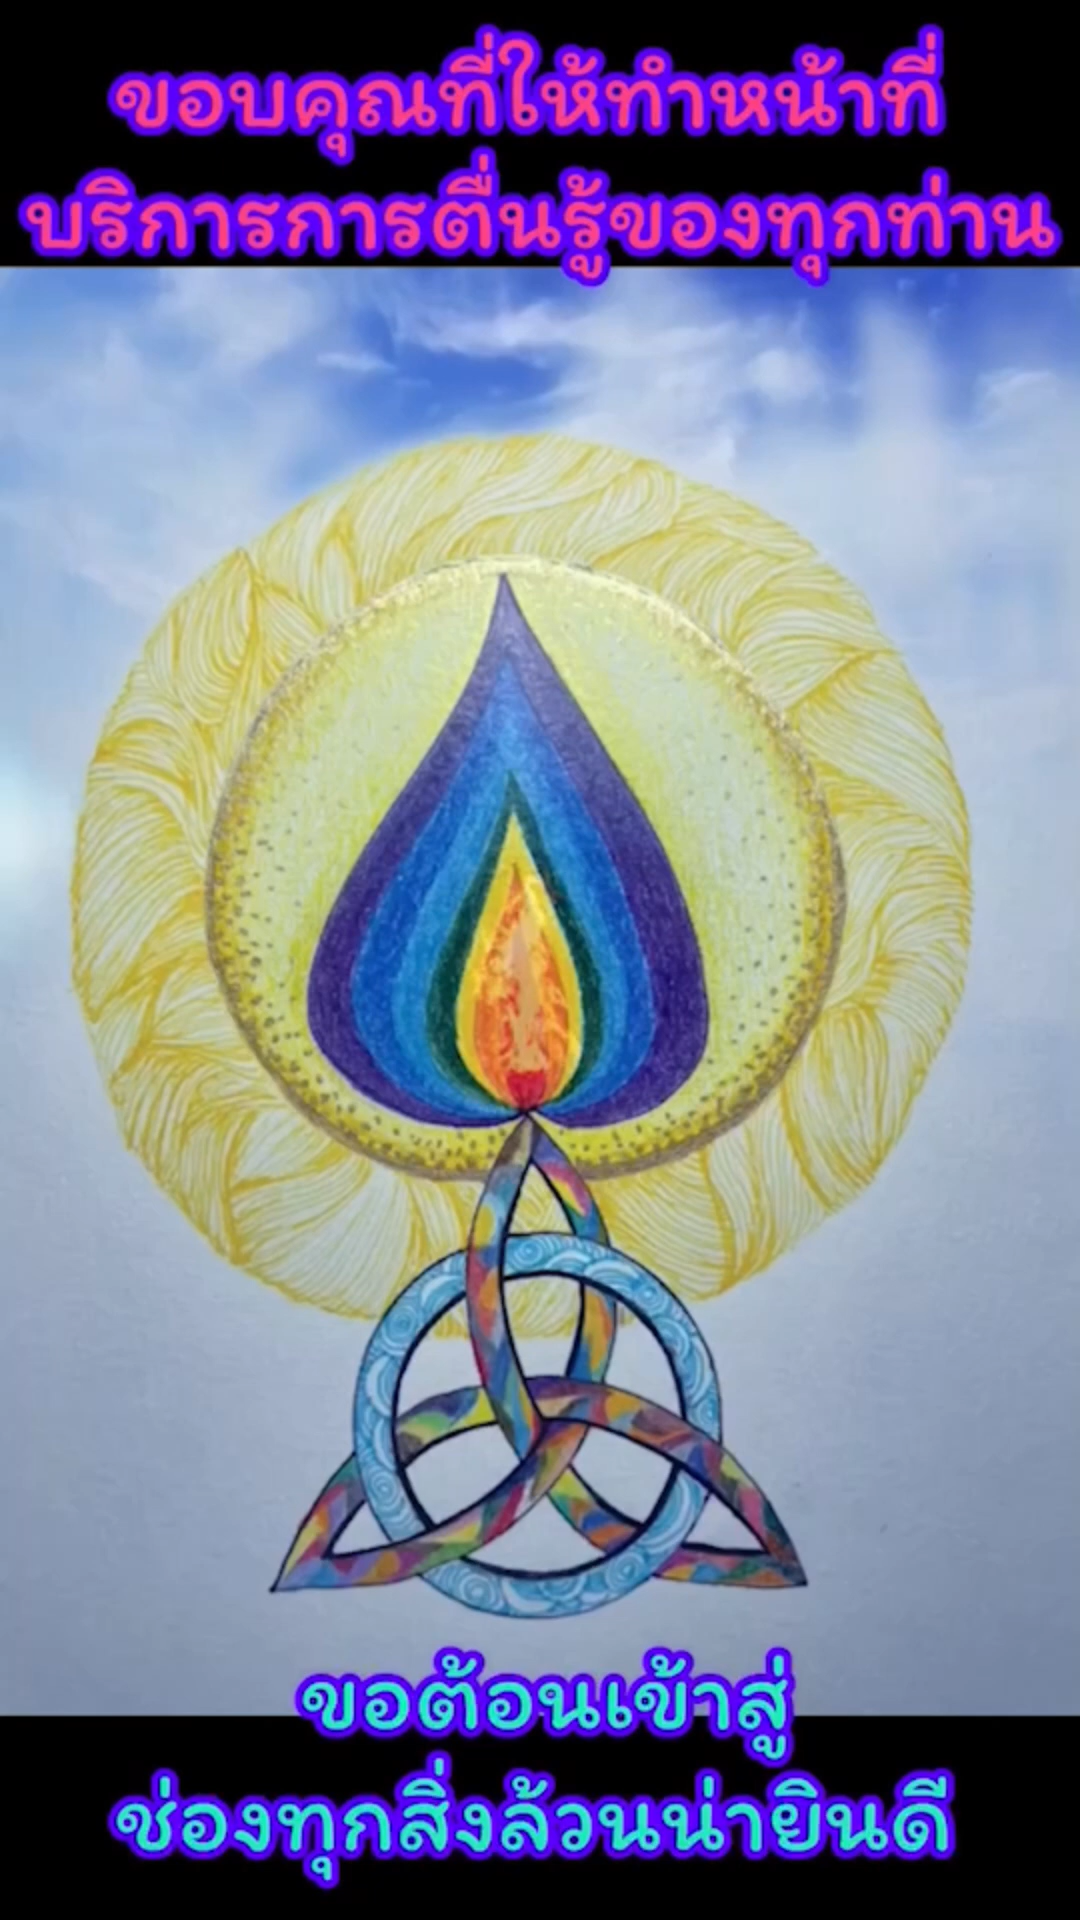 ขอบคุณที่ให้ทำหน้าที่
บริการการตื่นรู้ของทุกท่าน
ขอต้อนเข้าสู่
ช่องทุกสิ่งล้วนน่ายินดี